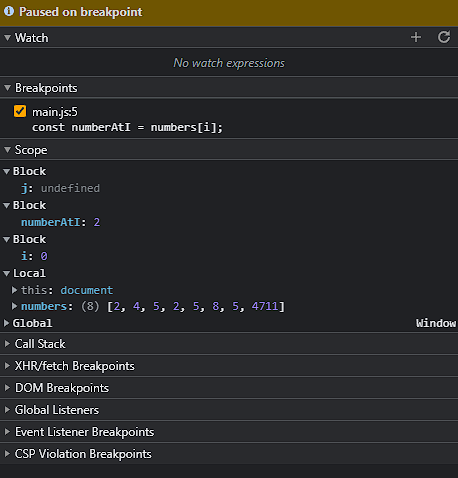 Paused on breakpoint
Watch
No watch expressions
Breakpoints
main.js:5
const numberAtI = numbers[i];
Scope
Block
j: undefined
Block
numberAtI: 2
Block
i: 0
Local
this: document
numbers: (8) [2, 4, 5, 2, 5, 8, 5, 4711]
Global Window
Call Stack
XHR/fetch Breakpoints
DOM Breakpoints
Global Listeners
Event Listener Breakpoints
CSP Violation Breakpoints